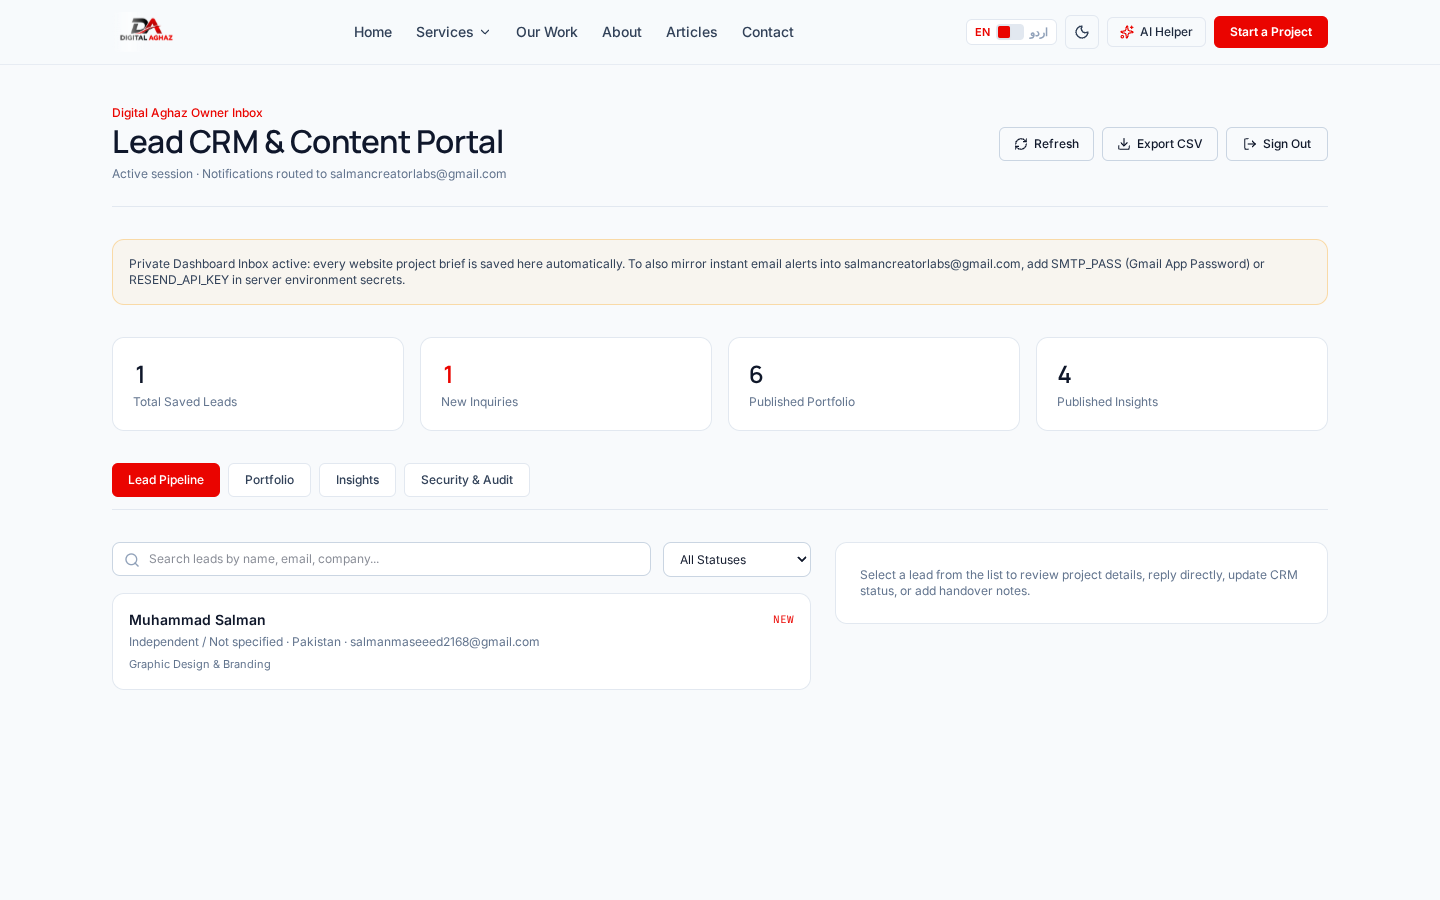 DA
DIGITAL AGHAZ
Home
Services
Our Work
About
Articles
Contact
EN
اردو
AI Helper
Start a Project
Digital Aghaz Owner Inbox
Lead CRM & Content Portal
Active session · Notifications routed to salmancreatorlabs@gmail.com
Refresh
Export CSV
Sign Out
Private Dashboard Inbox active: every website project brief is saved here automatically. To also mirror instant email alerts into salmancreatorlabs@gmail.com, add SMTP_PASS (Gmail App Password) or
RESEND_API_KEY in server environment secrets.
1
Total Saved Leads
1
New Inquiries
6
Published Portfolio
4
Published Insights
Lead Pipeline
Portfolio
Insights
Security & Audit
Search leads by name, email, company...
All Statuses
Muhammad Salman
NEW
Independent / Not specified · Pakistan · salmanmaseeed2168@gmail.com
Graphic Design & Branding
Select a lead from the list to review project details, reply directly, update CRM
status, or add handover notes.